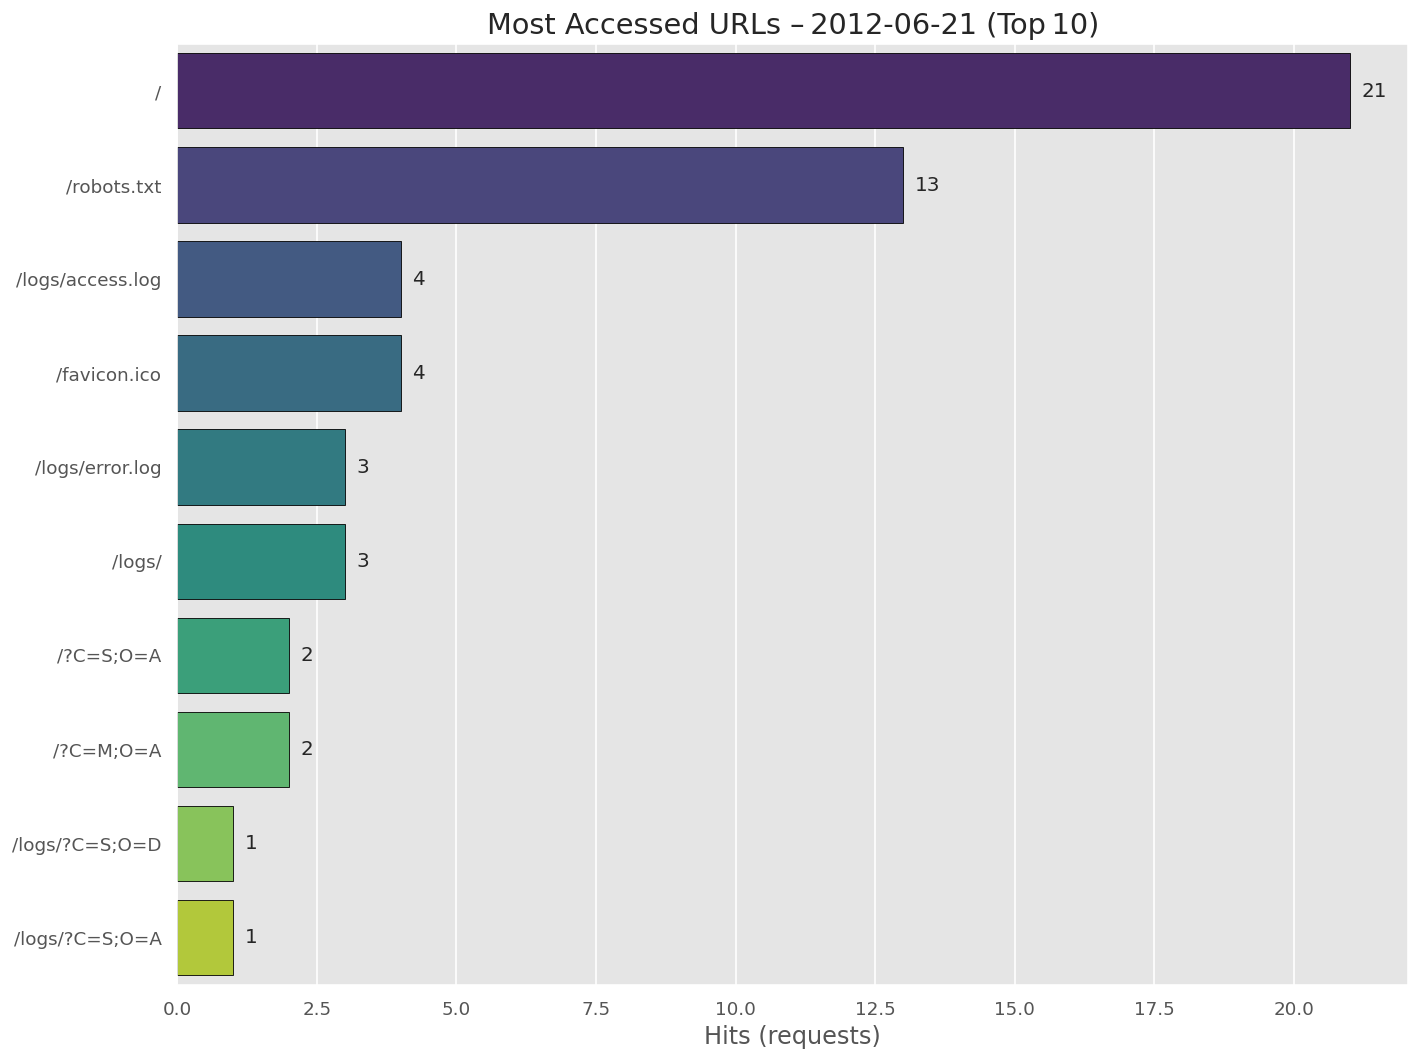 Most Accessed URLs – 2012-06-21 (Top 10)
/ 21
/robots.txt 13
/logs/access.log 4
/favicon.ico 4
/logs/error.log 3
/logs/ 3
/?C=S;O=A 2
/?C=M;O=A 2
/logs/?C=S;O=D 1
/logs/?C=S;O=A 1
0.0 2.5 5.0 7.5 10.0 12.5 15.0 17.5 20.0
Hits (requests)